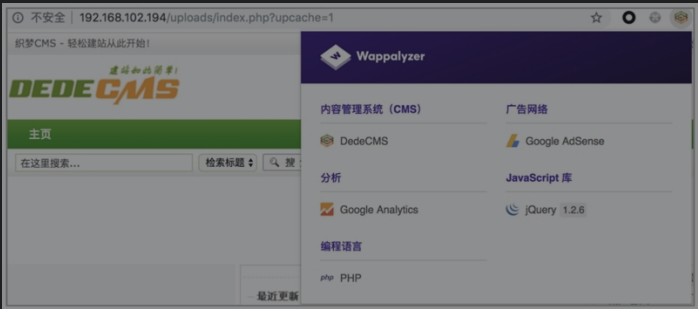 不安全 | 192.168.102.194/uploads/index.php?upcache=1
织梦CMS - 轻松建站从此开始!
Wappalyzer
建站如此简单!
DEDECMS
内容管理系统（CMS）
广告网络
DedeCMS
Google AdSense
主页
在这里搜索...
检索标题
搜
分析
JavaScript 库
Google Analytics
jQuery 1.2.6
编程语言
php PHP
最近更新